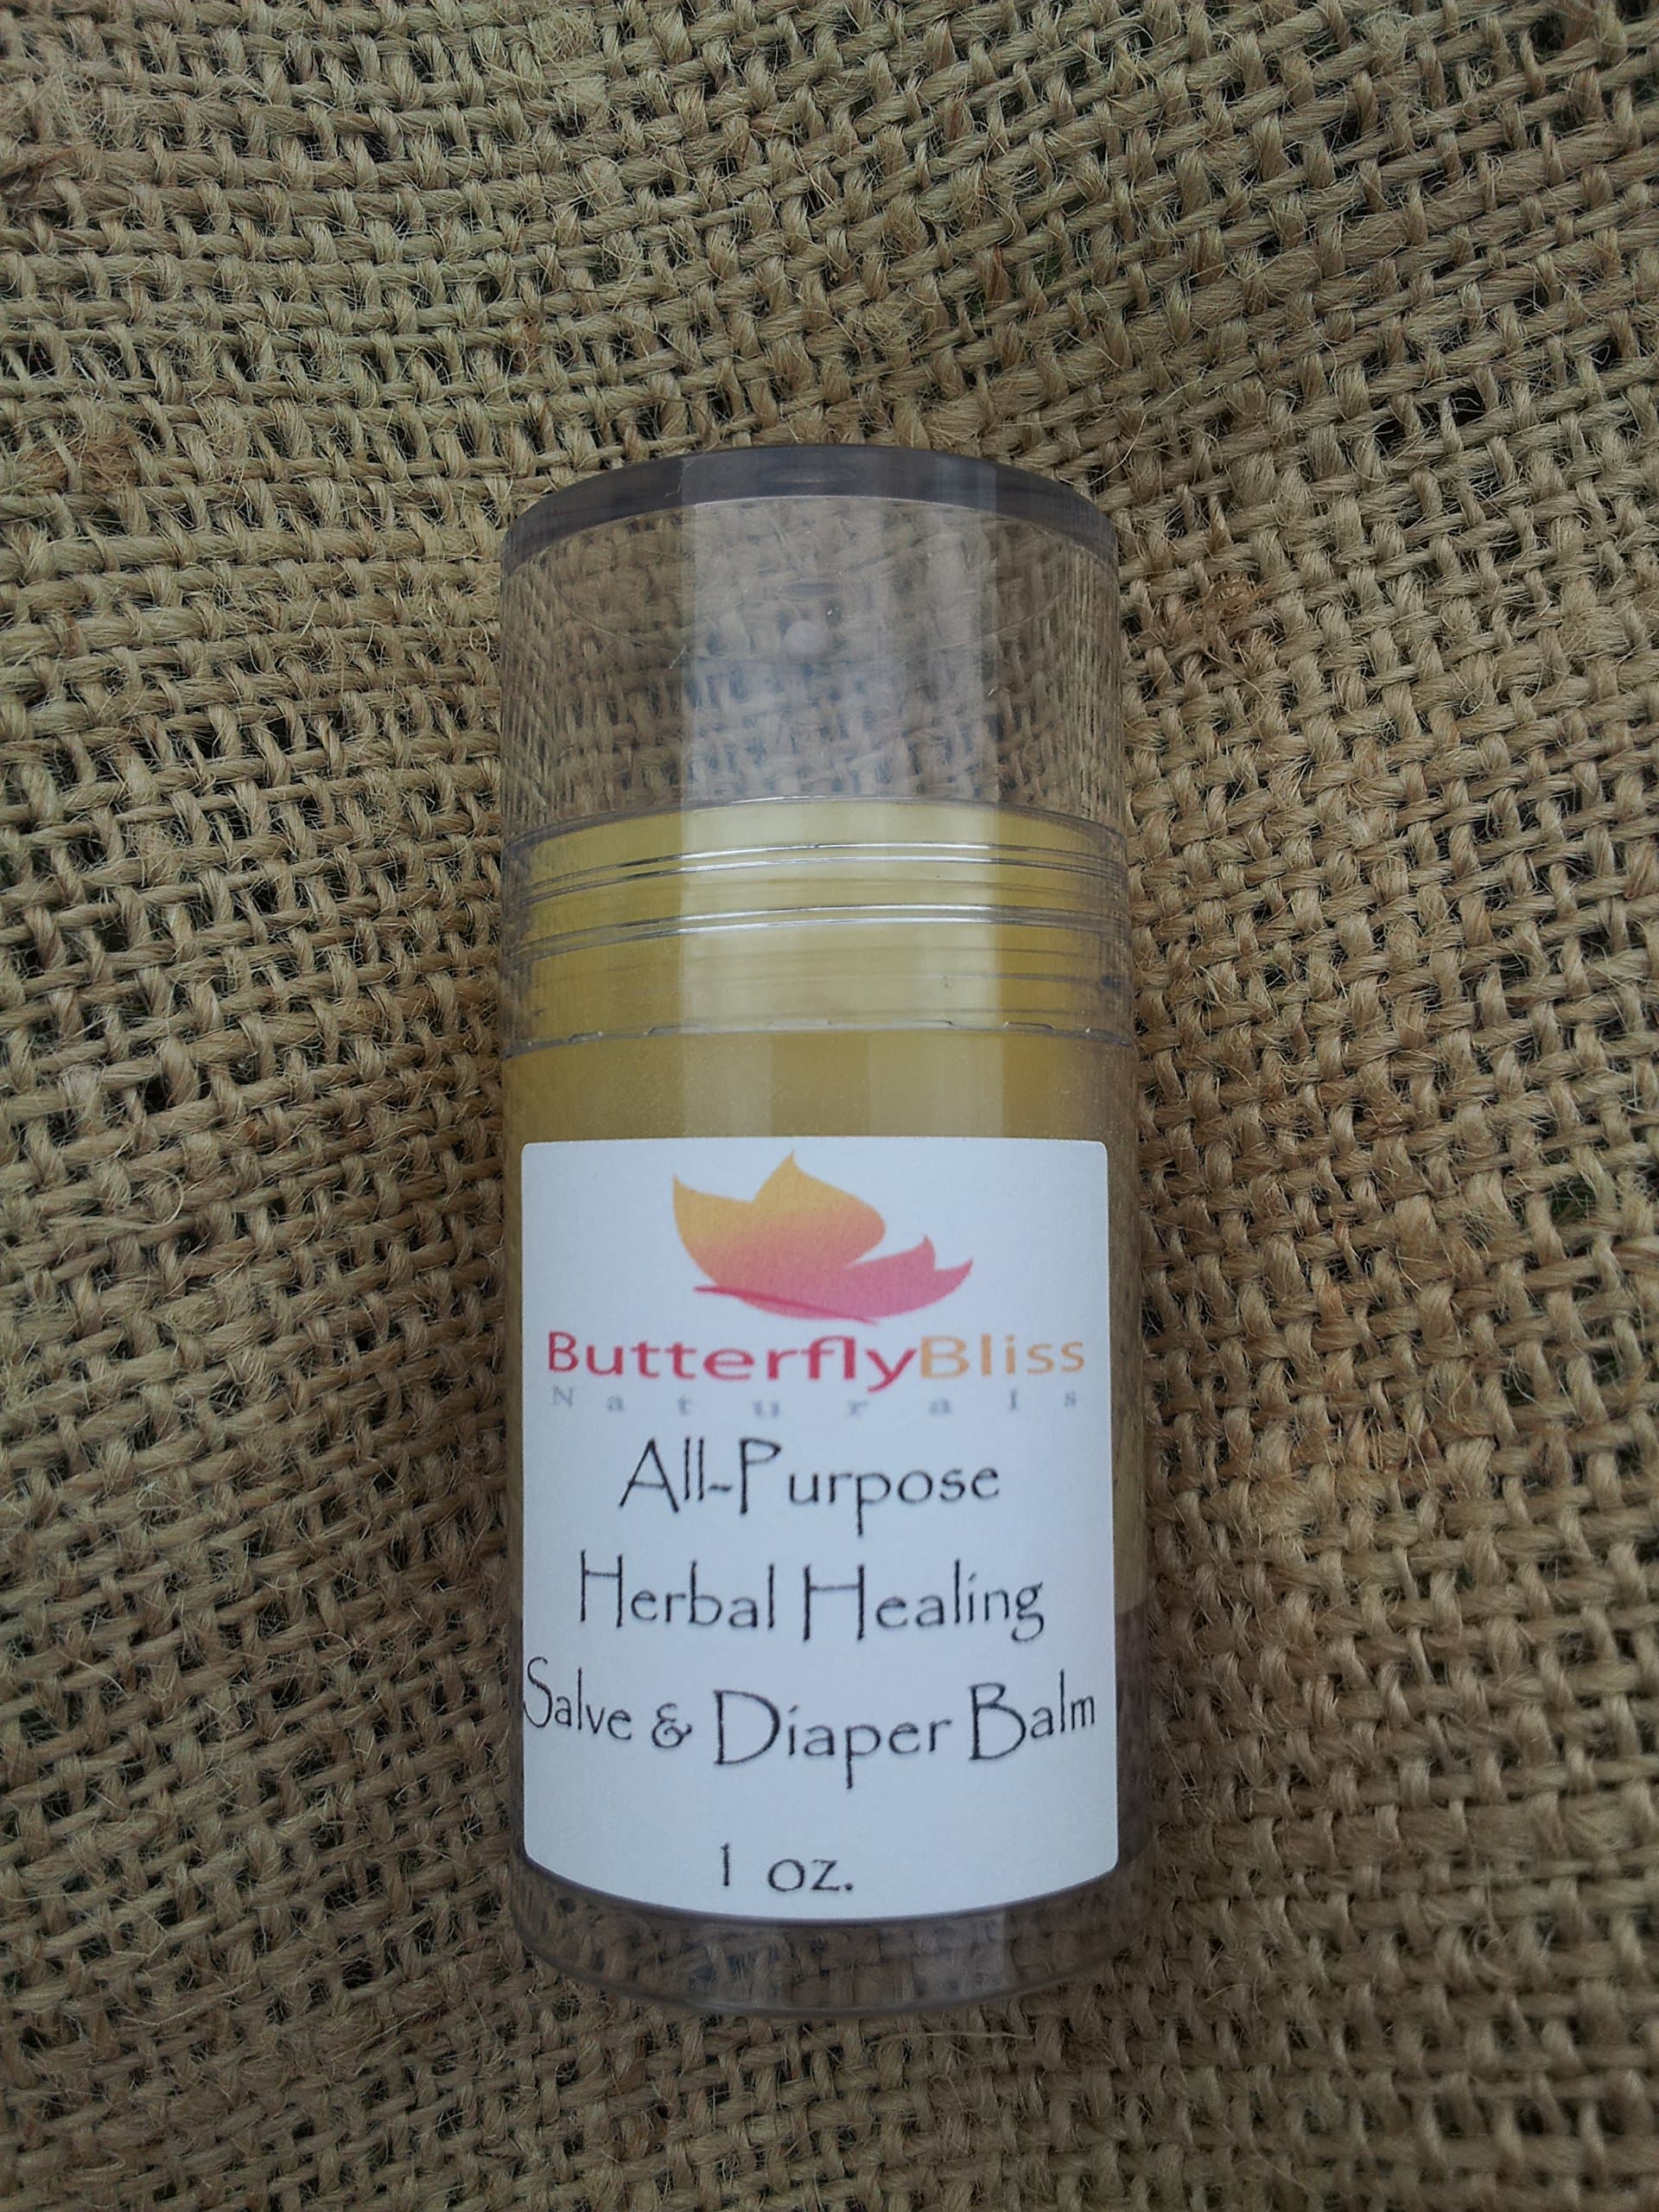 ButterflyBliss
Naturals
All-Purpose
Herbal Healing
Salve & Diaper Balm
1 oz.